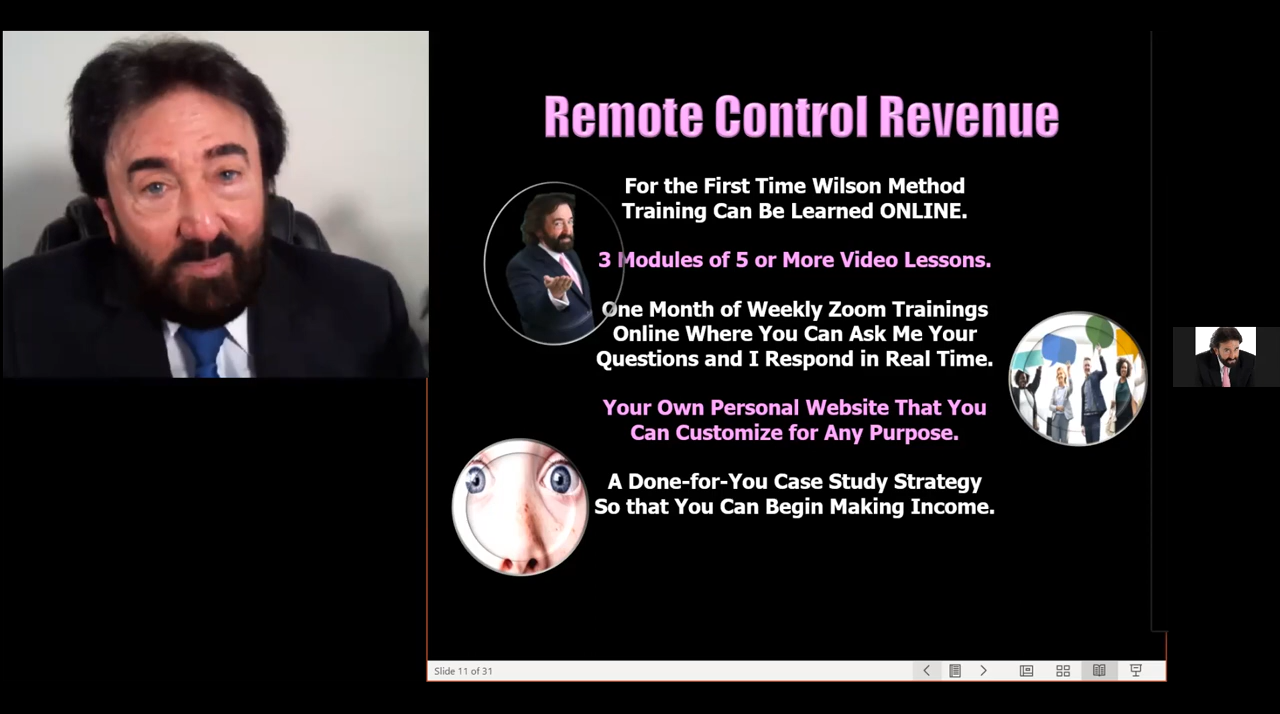 Remote Control Revenue
For the First Time Wilson Method
Training Can Be Learned ONLINE.
3 Modules of 5 or More Video Lessons.
One Month of Weekly Zoom Trainings
Online Where You Can Ask Me Your
Questions and I Respond in Real Time.
Your Own Personal Website That You
Can Customize for Any Purpose.
A Done-for-You Case Study Strategy
So that You Can Begin Making Income.
Slide 11 of 31